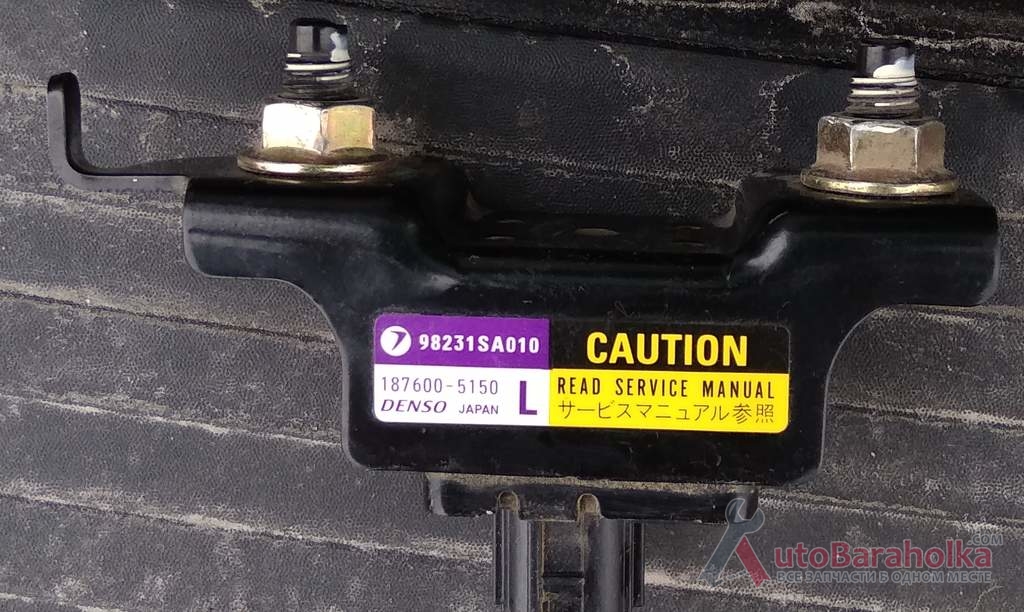 98231SA010
187600-5150
DENSO JAPAN
L
CAUTION
READ SERVICE MANUAL
サービスマニュアル参照
AutoBaraholka
.COM
ВСЕ ЗАПЧАСТИ В ОДНОМ МЕСТЕ